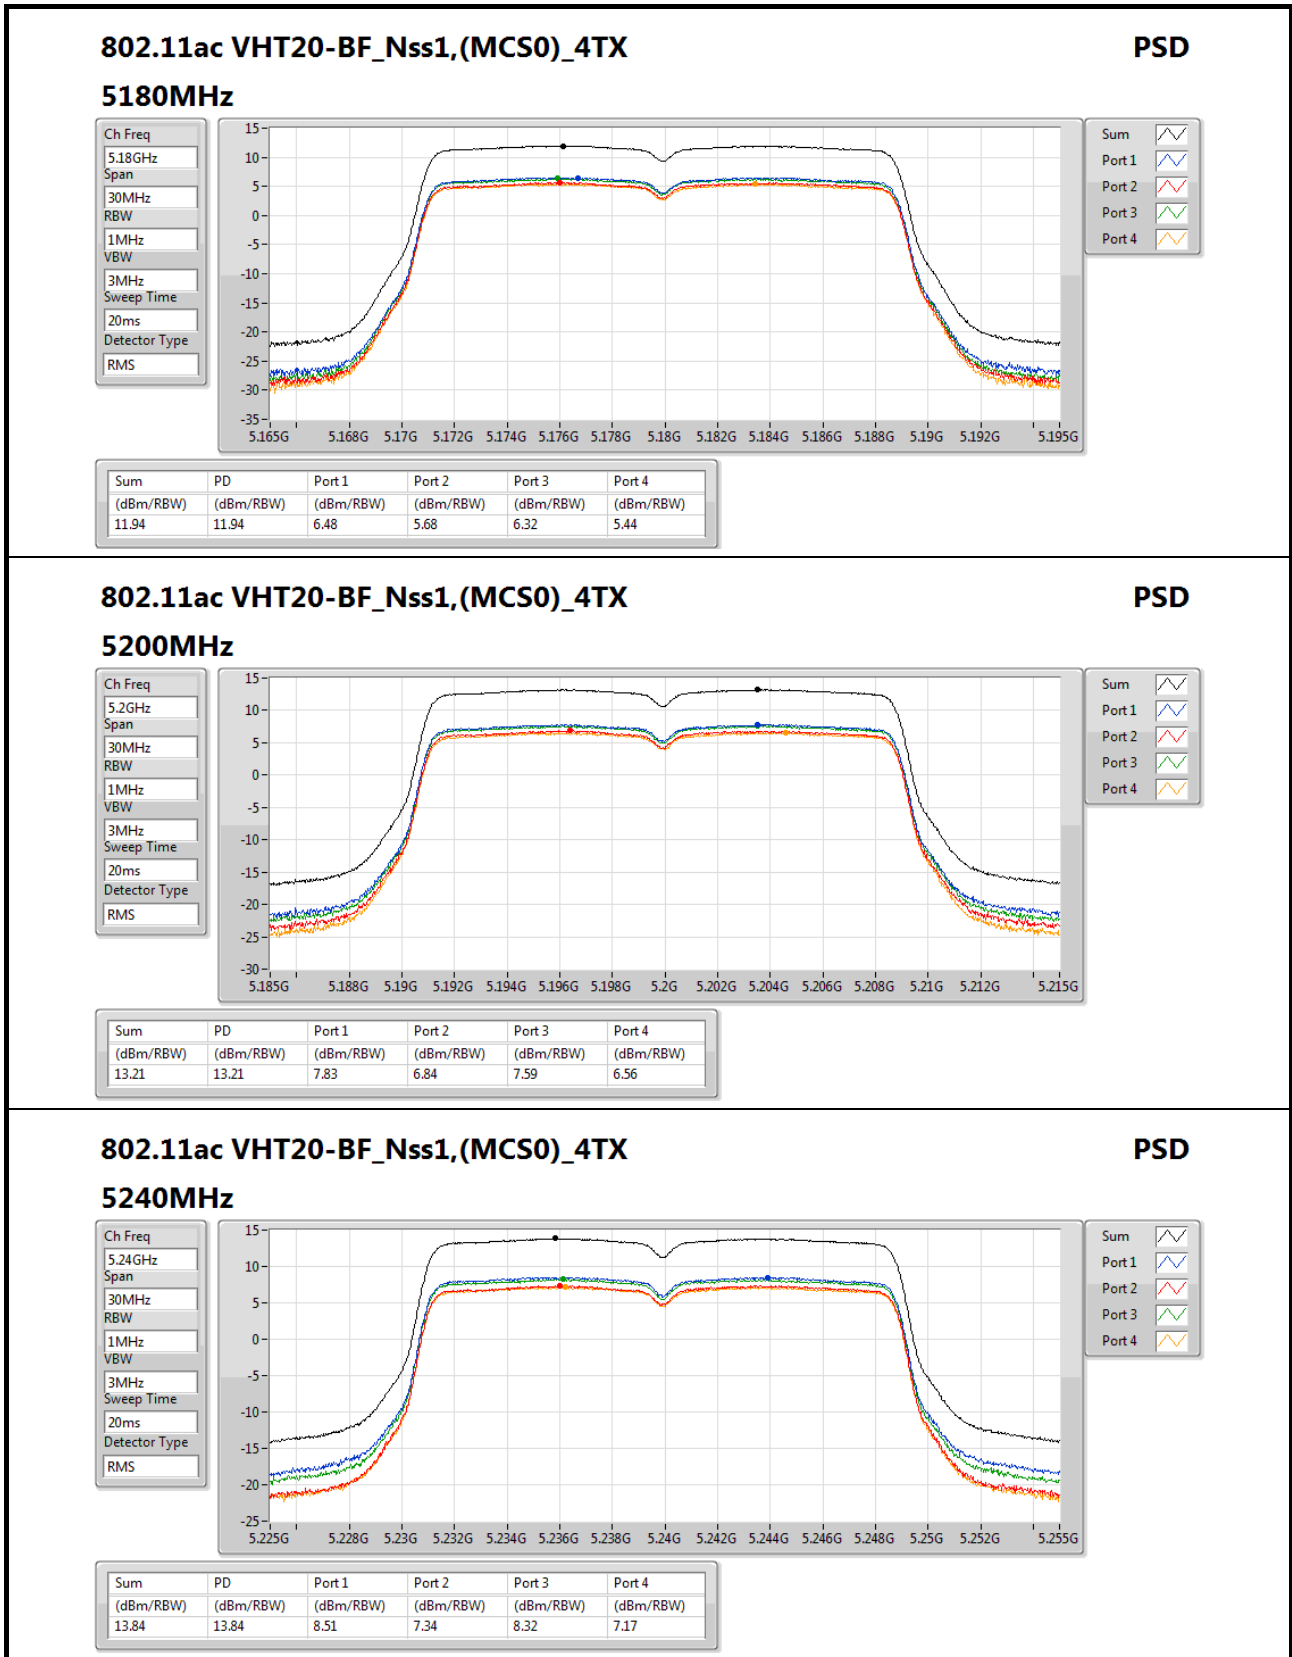 802.11ac VHT20-BF_Nss1,(MCS0)_4TX PSD
5180MHz
Ch Freq
5.18GHz
Span
30MHz
RBW
1MHz
VBW
3MHz
Sweep Time
20ms
Detector Type
RMS
15
10
5
0
-5
-10
-15
-20
-25
-30
-35
5.165G 5.168G 5.17G 5.172G 5.174G 5.176G 5.178G 5.18G 5.182G 5.184G 5.186G 5.188G 5.19G 5.192G 5.195G
Sum
Port 1
Port 2
Port 3
Port 4
Sum PD Port 1 Port 2 Port 3 Port 4
(dBm/RBW) (dBm/RBW) (dBm/RBW) (dBm/RBW) (dBm/RBW) (dBm/RBW)
11.94 11.94 6.48 5.68 6.32 5.44
802.11ac VHT20-BF_Nss1,(MCS0)_4TX PSD
5200MHz
Ch Freq
5.2GHz
Span
30MHz
RBW
1MHz
VBW
3MHz
Sweep Time
20ms
Detector Type
RMS
15
10
5
0
-5
-10
-15
-20
-25
-30
5.185G 5.188G 5.19G 5.192G 5.194G 5.196G 5.198G 5.2G 5.202G 5.204G 5.206G 5.208G 5.21G 5.212G 5.215G
Sum
Port 1
Port 2
Port 3
Port 4
Sum PD Port 1 Port 2 Port 3 Port 4
(dBm/RBW) (dBm/RBW) (dBm/RBW) (dBm/RBW) (dBm/RBW) (dBm/RBW)
13.21 13.21 7.83 6.84 7.59 6.56
802.11ac VHT20-BF_Nss1,(MCS0)_4TX PSD
5240MHz
Ch Freq
5.24GHz
Span
30MHz
RBW
1MHz
VBW
3MHz
Sweep Time
20ms
Detector Type
RMS
15
10
5
0
-5
-10
-15
-20
-25
5.225G 5.228G 5.23G 5.232G 5.234G 5.236G 5.238G 5.24G 5.242G 5.244G 5.246G 5.248G 5.25G 5.252G 5.255G
Sum
Port 1
Port 2
Port 3
Port 4
Sum PD Port 1 Port 2 Port 3 Port 4
(dBm/RBW) (dBm/RBW) (dBm/RBW) (dBm/RBW) (dBm/RBW) (dBm/RBW)
13.84 13.84 8.51 7.34 8.32 7.17